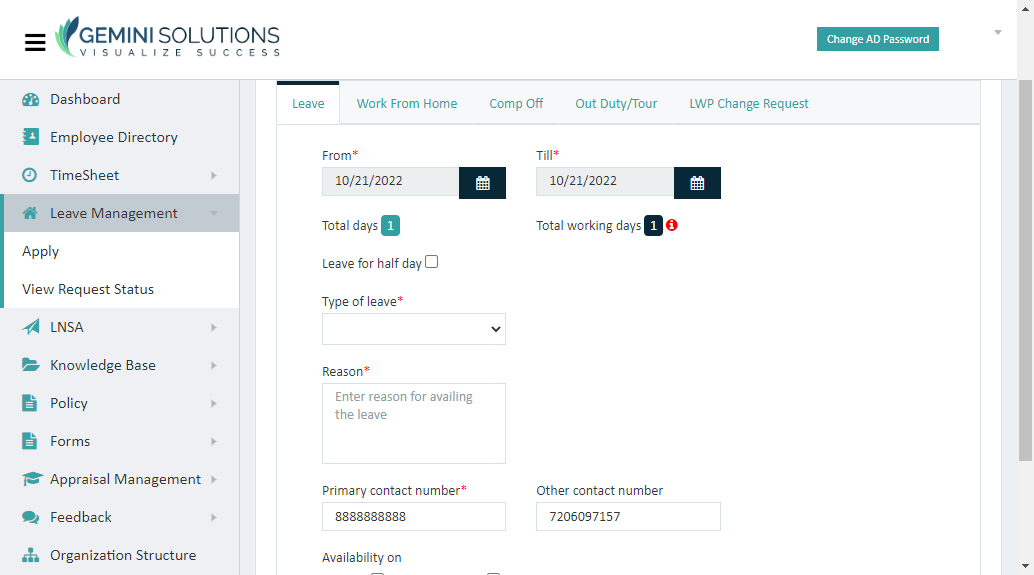 GEMINI SOLUTIONS
VISUALIZE SUCCESS
Change AD Password
Dashboard
Employee Directory
TimeSheet
Leave Management
Apply
View Request Status
LNSA
Knowledge Base
Policy
Forms
Appraisal Management
Feedback
Organization Structure
Leave Work From Home Comp Off Out Duty/Tour LWP Change Request
From* Till*
10/21/2022 10/21/2022
Total days 1 Total working days 1
Leave for half day
Type of leave*
Reason*
Enter reason for availing
the leave
Primary contact number* Other contact number
8888888888 7206097157
Availability on